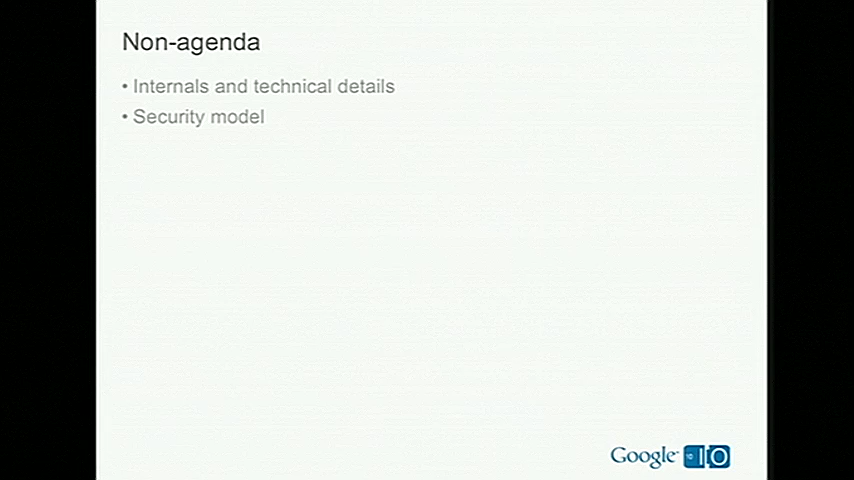 Non-agenda
• Internals and technical details
• Security model
Google IO